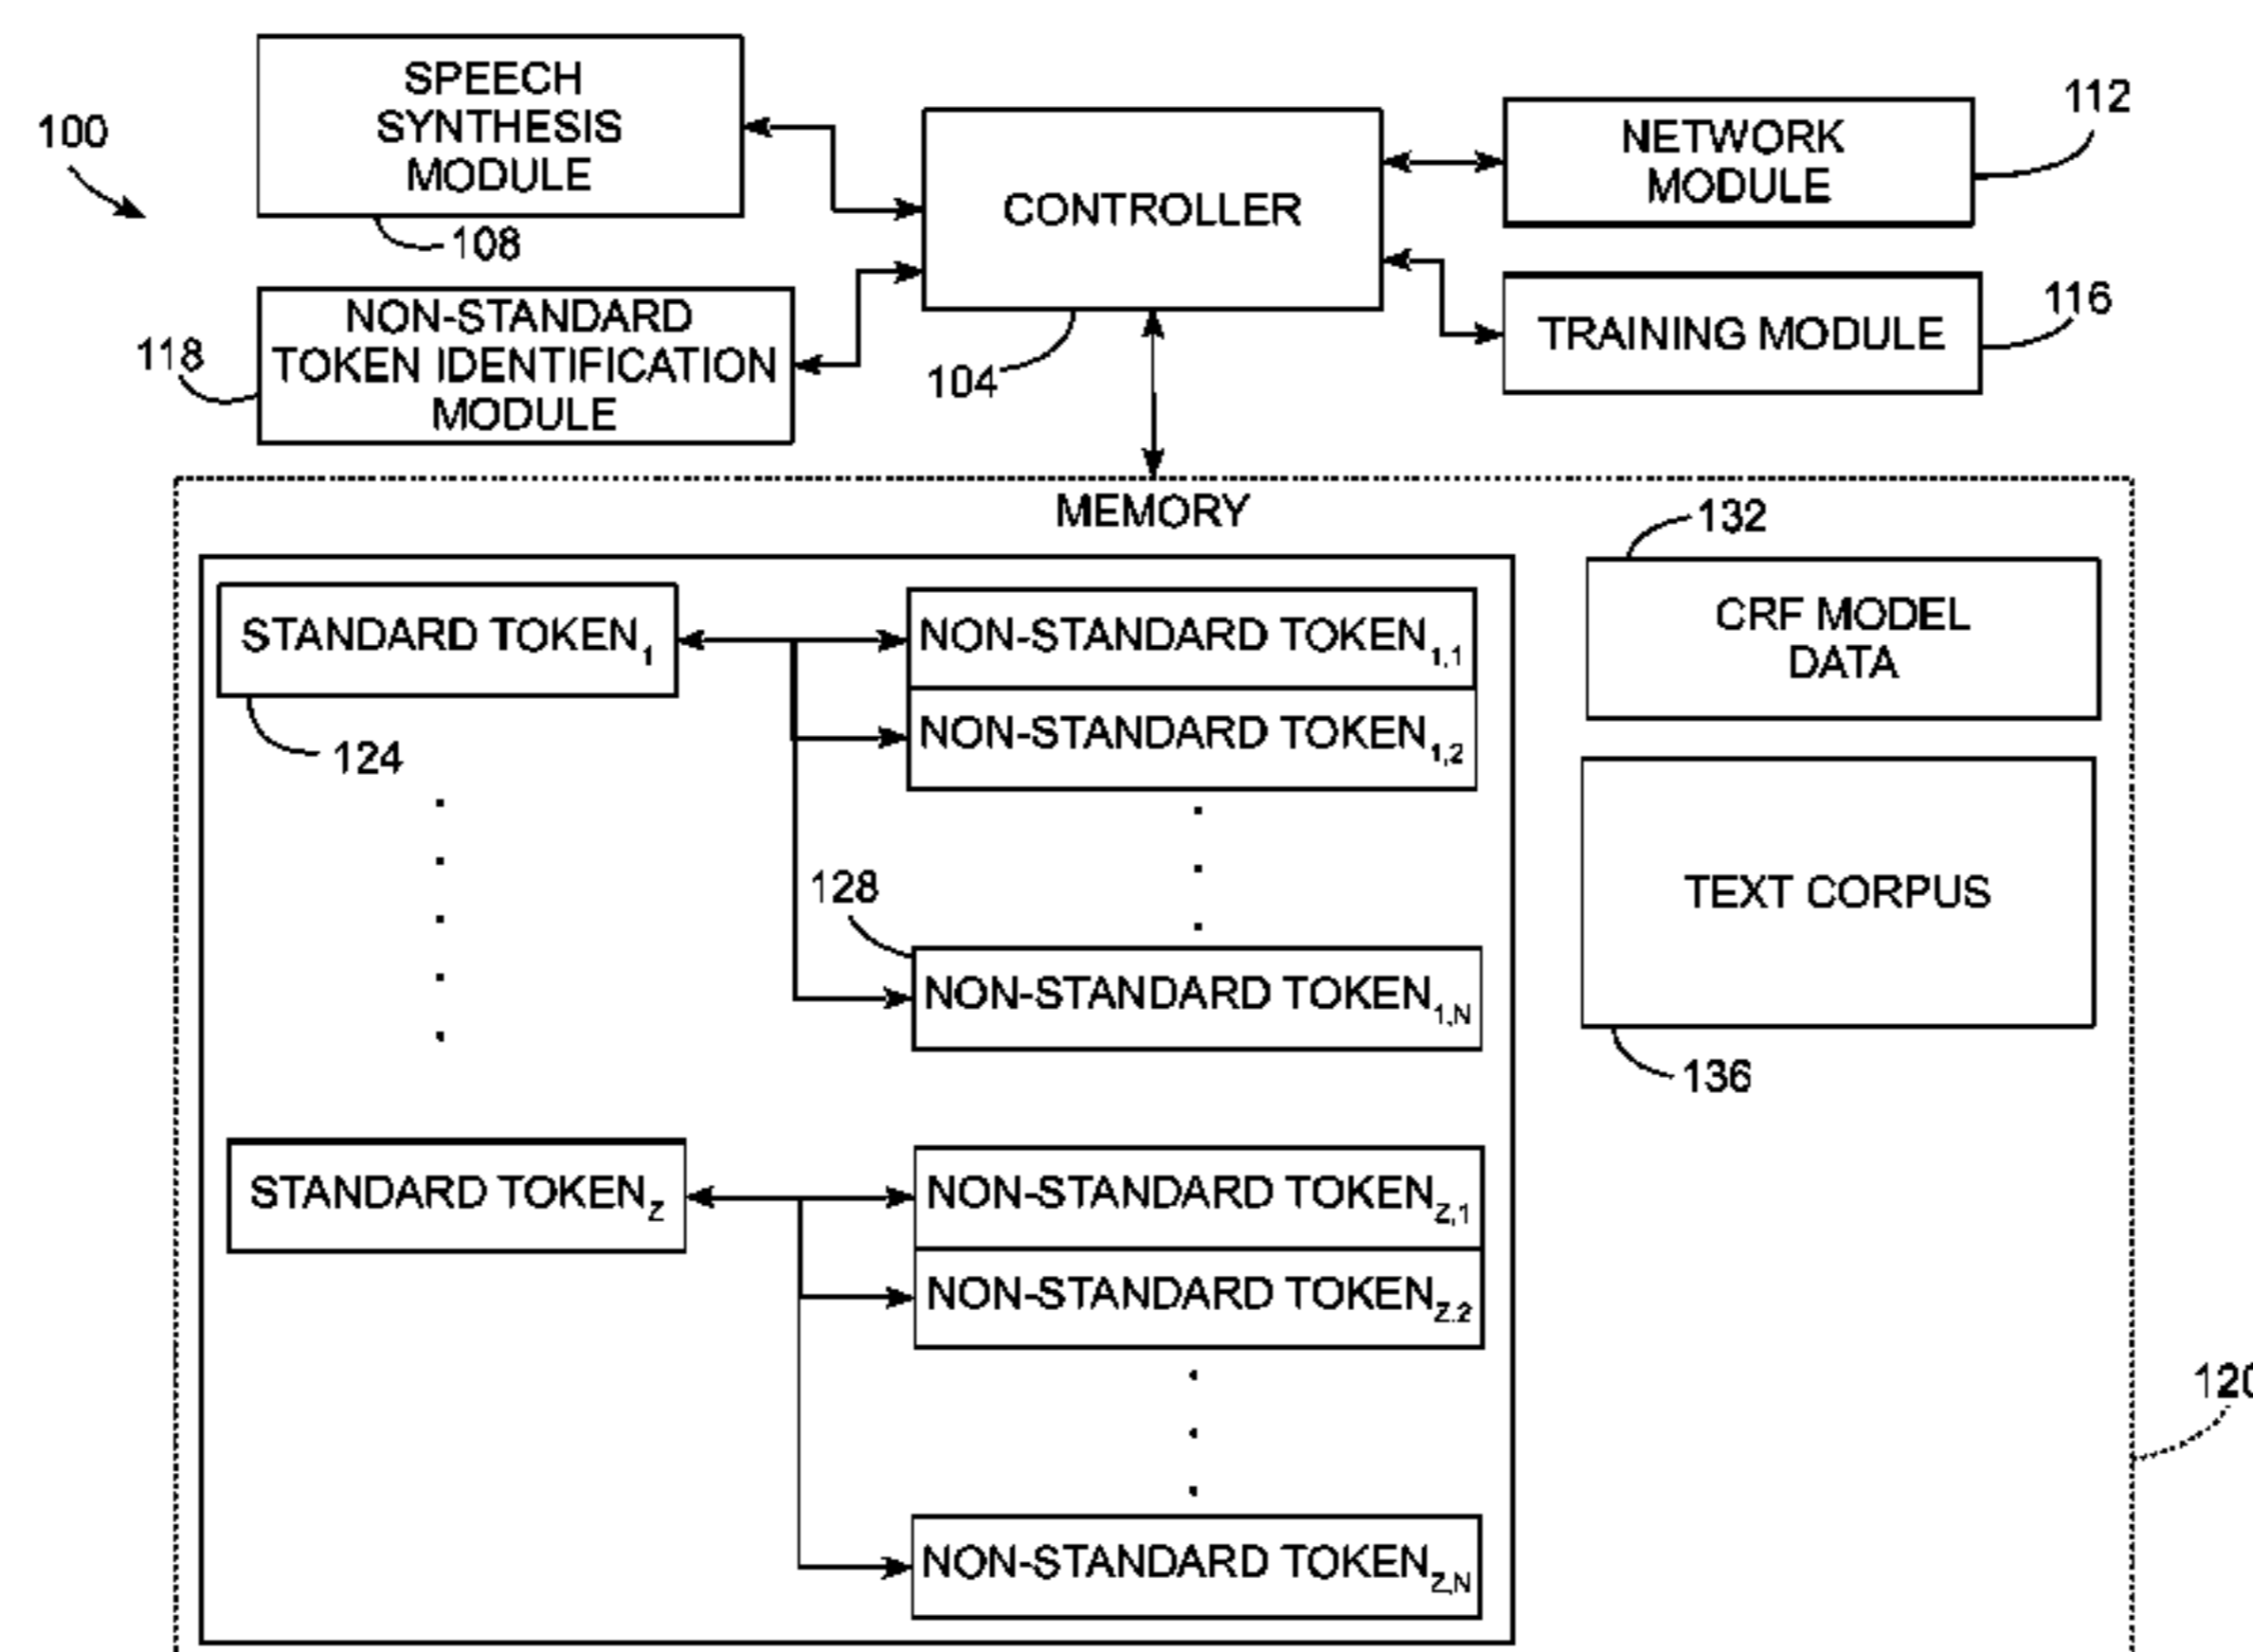 100
SPEECH
SYNTHESIS
MODULE
108
CONTROLLER
104
NETWORK
MODULE
112
TRAINING MODULE
116
NON-STANDARD
TOKEN IDENTIFICATION
MODULE
118
MEMORY
STANDARD TOKEN1
124
NON-STANDARD TOKEN1,1
NON-STANDARD TOKEN1,2
128
NON-STANDARD TOKEN1,N
132
CRF MODEL
DATA
TEXT CORPUS
136
STANDARD TOKENZ
NON-STANDARD TOKENZ,1
NON-STANDARD TOKENZ,2
NON-STANDARD TOKENZ,N
120